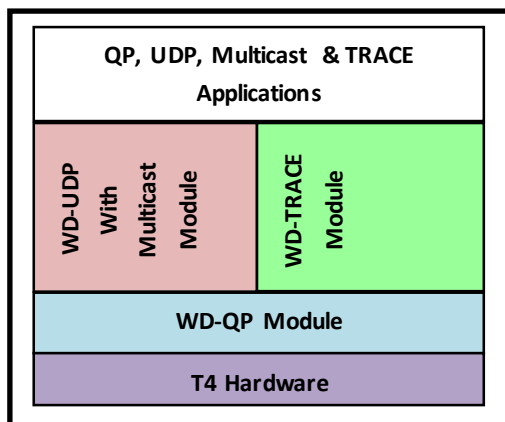 QP, UDP, Multicast & TRACE
Applications
WD-UDP
With
Multicast
Module
WD-TRACE
Module
WD-QP Module
T4 Hardware